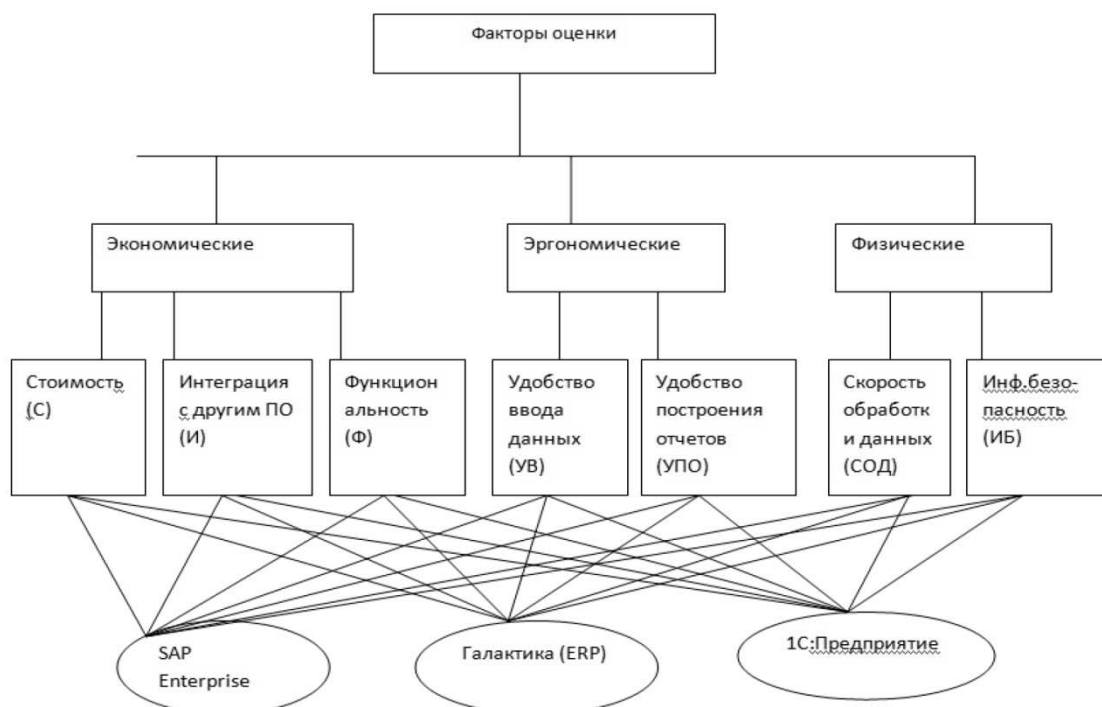 Факторы оценки
Экономические
Эргономические
Физические
Стоимость
(С)
Интеграция
с другим ПО
(И)
Функцион
альность
(Ф)
Удобство
ввода
данных
(УВ)
Удобство
построения
отчетов
(УПО)
Скорость
обработк
и данных
(СОД)
Инф.безо-
пасность
(ИБ)
SAP
Enterprise
Галактика (ERP)
1С:Предприятие